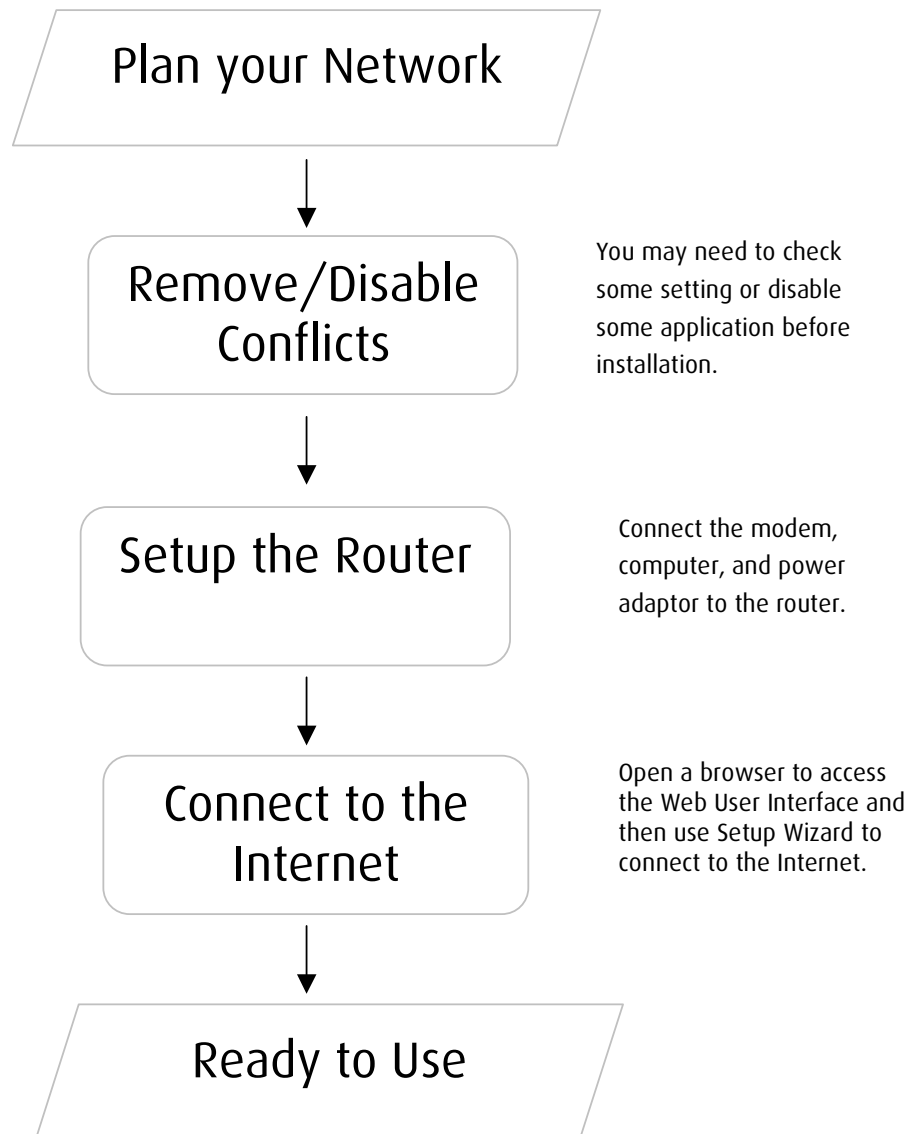 Plan your Network
Remove/Disable
Conflicts
You may need to check
some setting or disable
some application before
installation.
Setup the Router
Connect the modem,
computer, and power
adaptor to the router.
Connect to the
Internet
Open a browser to access
the Web User Interface and
then use Setup Wizard to
connect to the Internet.
Ready to Use